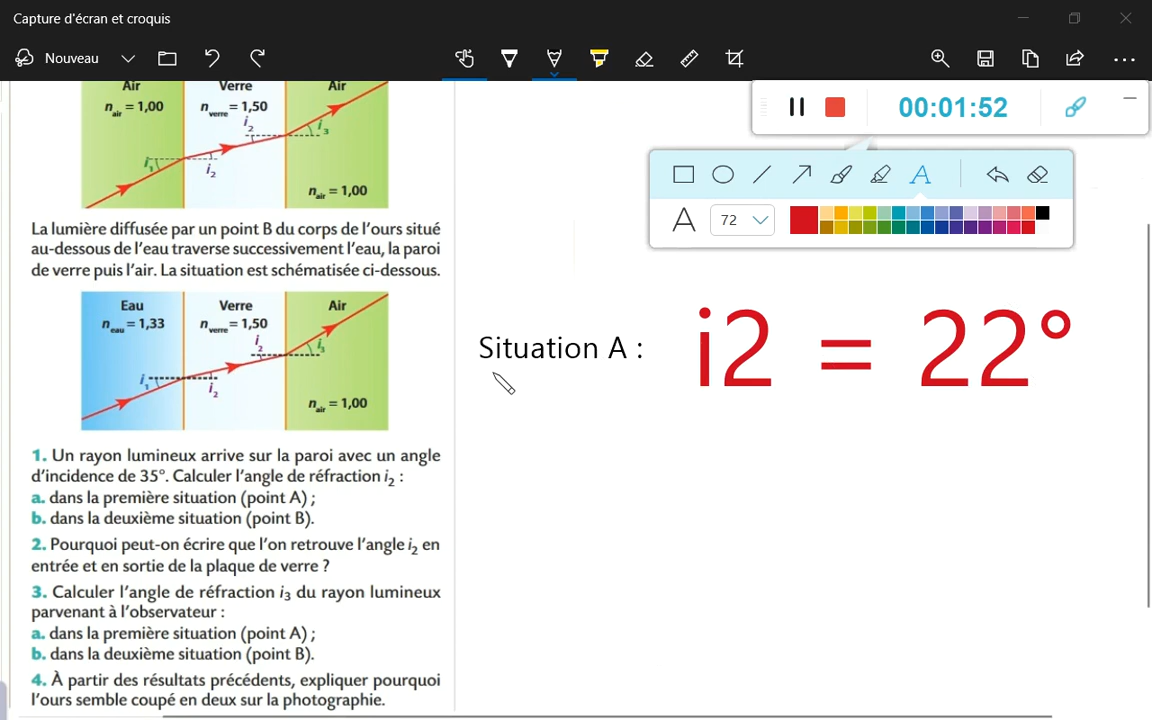 Capture d'écran et croquis
Nouveau
00:01:52
A
A 72
Air Verre Air
nair = 1,00 nverre = 1,50
i2 i3
i1 i2
nair = 1,00
La lumière diffusée par un point B du corps de l'ours situé
au-dessous de l'eau traverse successivement l'eau, la paroi
de verre puis l'air. La situation est schématisée ci-dessous.
Eau Verre Air
neau = 1,33 nverre = 1,50
i2 i3
i1 i2
nair = 1,00
1. Un rayon lumineux arrive sur la paroi avec un angle
d'incidence de 35°. Calculer l'angle de réfraction i2 :
a. dans la première situation (point A) ;
b. dans la deuxième situation (point B).
2. Pourquoi peut-on écrire que l'on retrouve l'angle i2 en
entrée et en sortie de la plaque de verre ?
3. Calculer l'angle de réfraction i3 du rayon lumineux
parvenant à l'observateur :
a. dans la première situation (point A) ;
b. dans la deuxième situation (point B).
4. À partir des résultats précédents, expliquer pourquoi
l'ours semble coupé en deux sur la photographie.
Situation A : i2 = 22°